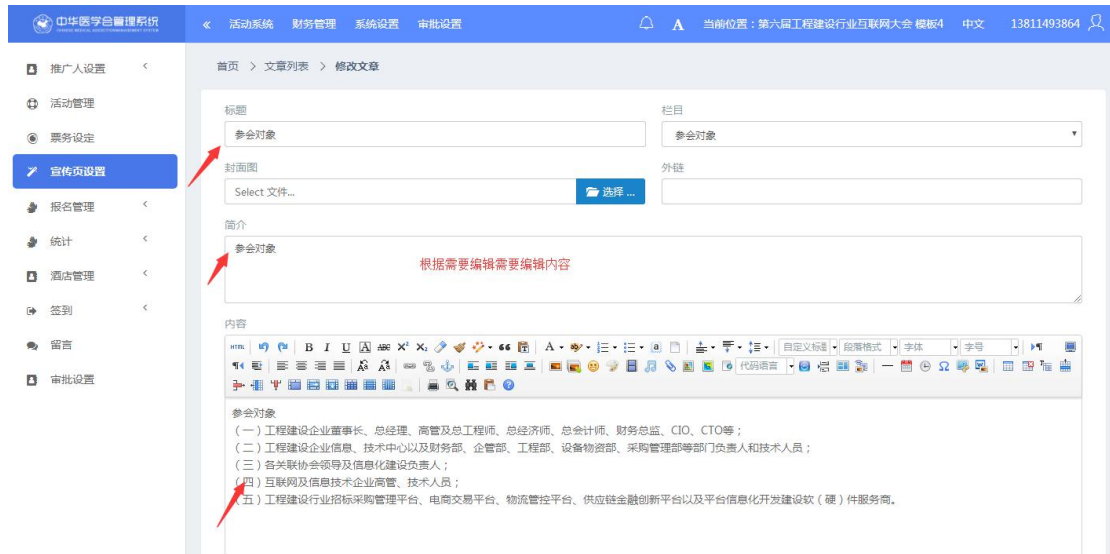 中华医学会管理系统
« 活动系统 财务管理 系统设置 审批设置
A 当前位置：第六届工程建设行业互联网大会 模板4 中文 13811493864
推广人设置
活动管理
票务设定
宣传页设置
报名管理
统计
酒店管理
签到
留言
审批设置
首页 > 文章列表 > 修改文章
标题
参会对象
栏目
参会对象
封面图
Select 文件...
选择 ...
外链
简介
参会对象
根据需要编辑需要编辑内容
内容
HTML B I U A ABC X² X₂ 66 A a 自定义标题 段落格式 字体 字号
代码语言
参会对象
（一）工程建设企业董事长、总经理、高管及总工程师、总经济师、总会计师、财务总监、CIO、CTO等；
（二）工程建设企业信息、技术中心以及财务部、企管部、工程部、设备物资部、采购管理部等部门负责人和技术人员；
（三）各关联协会领导及信息化建设负责人；
（四）互联网及信息技术企业高管、技术人员；
（五）工程建设行业招标采购管理平台、电商交易平台、物流管控平台、供应链金融创新平台以及平台信息化开发建设软（硬）件服务商。